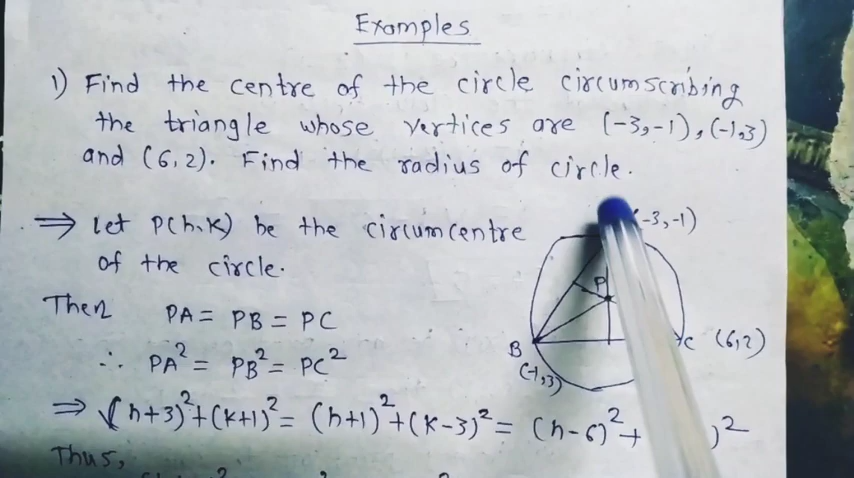 Examples
1) Find the centre of the circle circumscribing
the triangle whose vertices are (-3,-1), (-1,3)
and (6,2). Find the radius of circle.
⇒ Let P(h,k) be the circumcentre
of the circle.
(-3,-1)
P
B
(-1,3)
C (6,2)
Then PA = PB = PC
∴ PA² = PB² = PC²
⇒ (h+3)²+(k+1)² = (h+1)²+(k-3)² = (h-6)²+ )²
Thus,